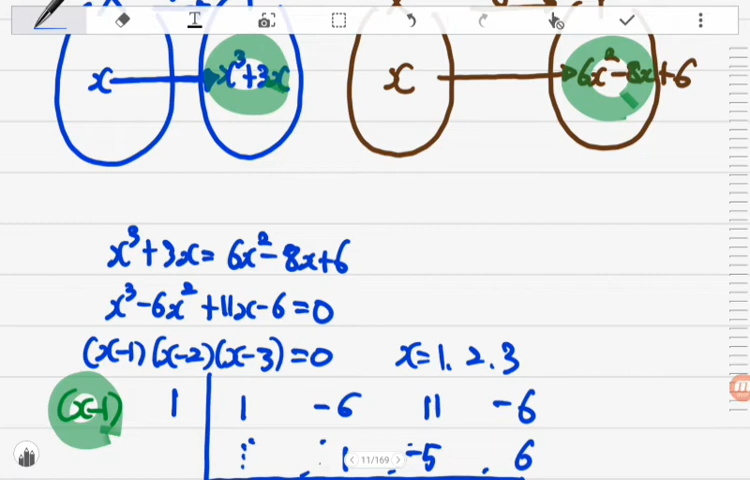 x x³+3x x 6x²-8x+6
x³+3x=6x²-8x+6
x³-6x²+11x-6=0
(x-1)(x-2)(x-3)=0 x=1. 2. 3
(x-1) 1 1 -6 11 -6
1 -5 6
11/169